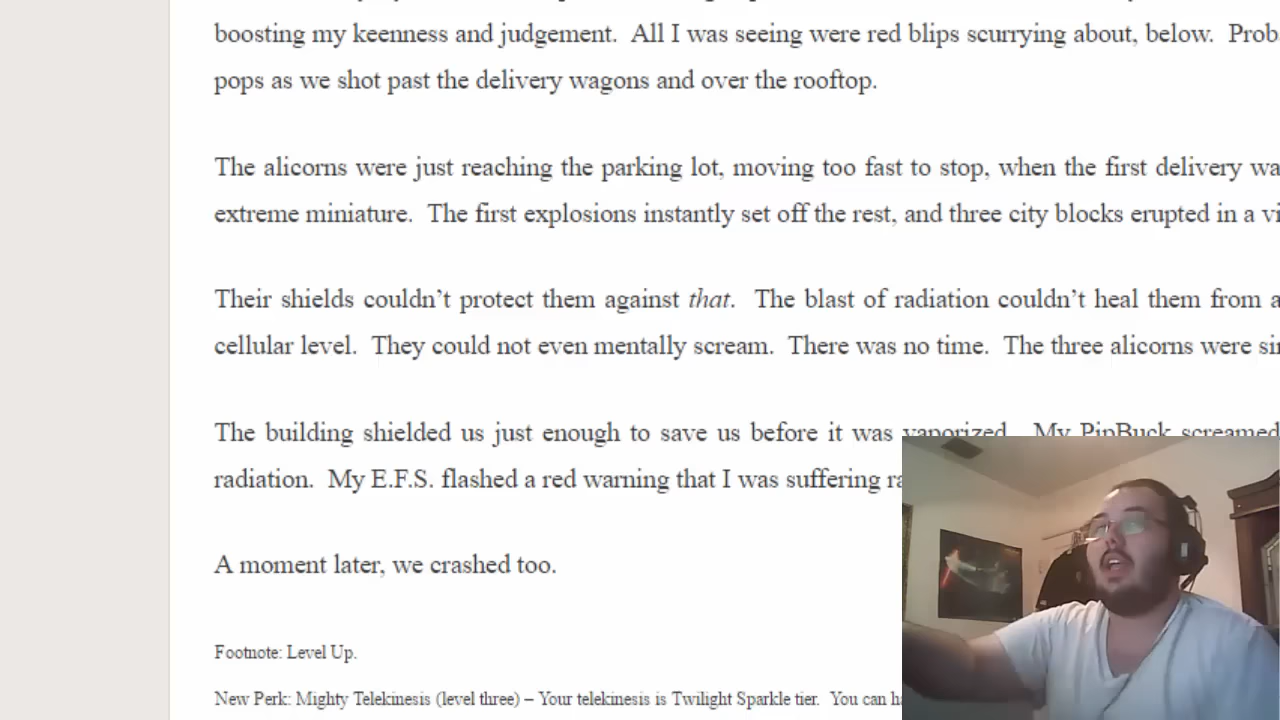 boosting my keenness and judgement.  All I was seeing were red blips scurrying about, below.
pops as we shot past the delivery wagons and over the rooftop.
The alicorns were just reaching the parking lot, moving too fast to stop, when the first delivery
extreme miniature.  The first explosions instantly set off the rest, and three city blocks erupted in a
Their shields couldn’t protect them against that.  The blast of radiation couldn’t heal them from a
cellular level.  They could not even mentally scream.  There was no time.  The three alicorns were
The building shielded us just enough to save us before it was vaporized.  My PipBuck screamed
radiation.  My E.F.S. flashed a red warning that I was suffering
A moment later, we crashed too.
Footnote: Level Up.
New Perk: Mighty Telekinesis (level three) – Your telekinesis is Twilight Sparkle tier.  You can